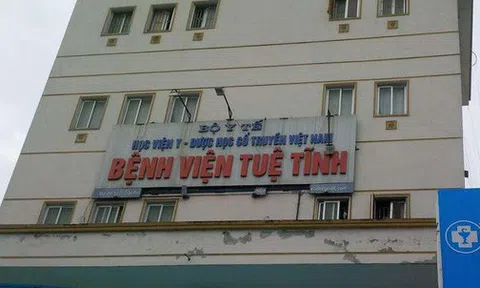 BỘ Y TẾ
HỌC VIỆN Y - DƯỢC HỌC CỔ TRUYỀN VIỆT NAM
BỆNH VIỆN TUỆ TĨNH